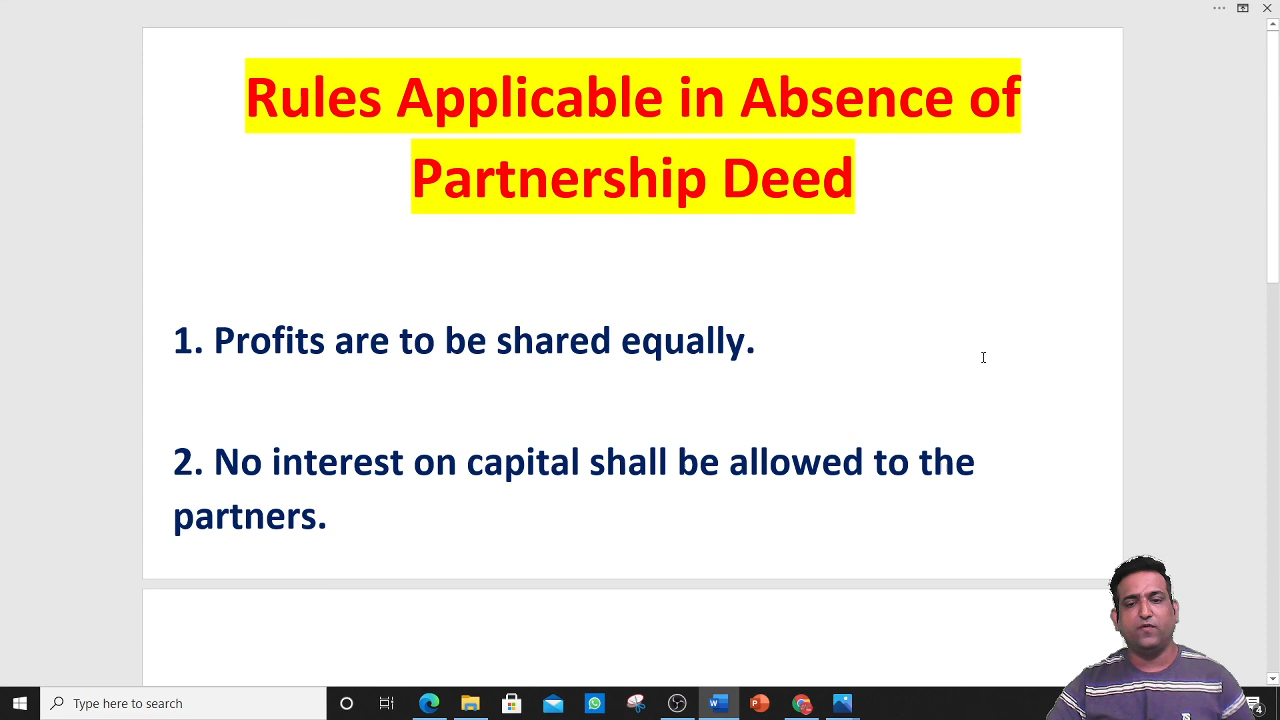 Rules Applicable in Absence of
Partnership Deed
1. Profits are to be shared equally.
2. No interest on capital shall be allowed to the
partners.
Type here to search
4